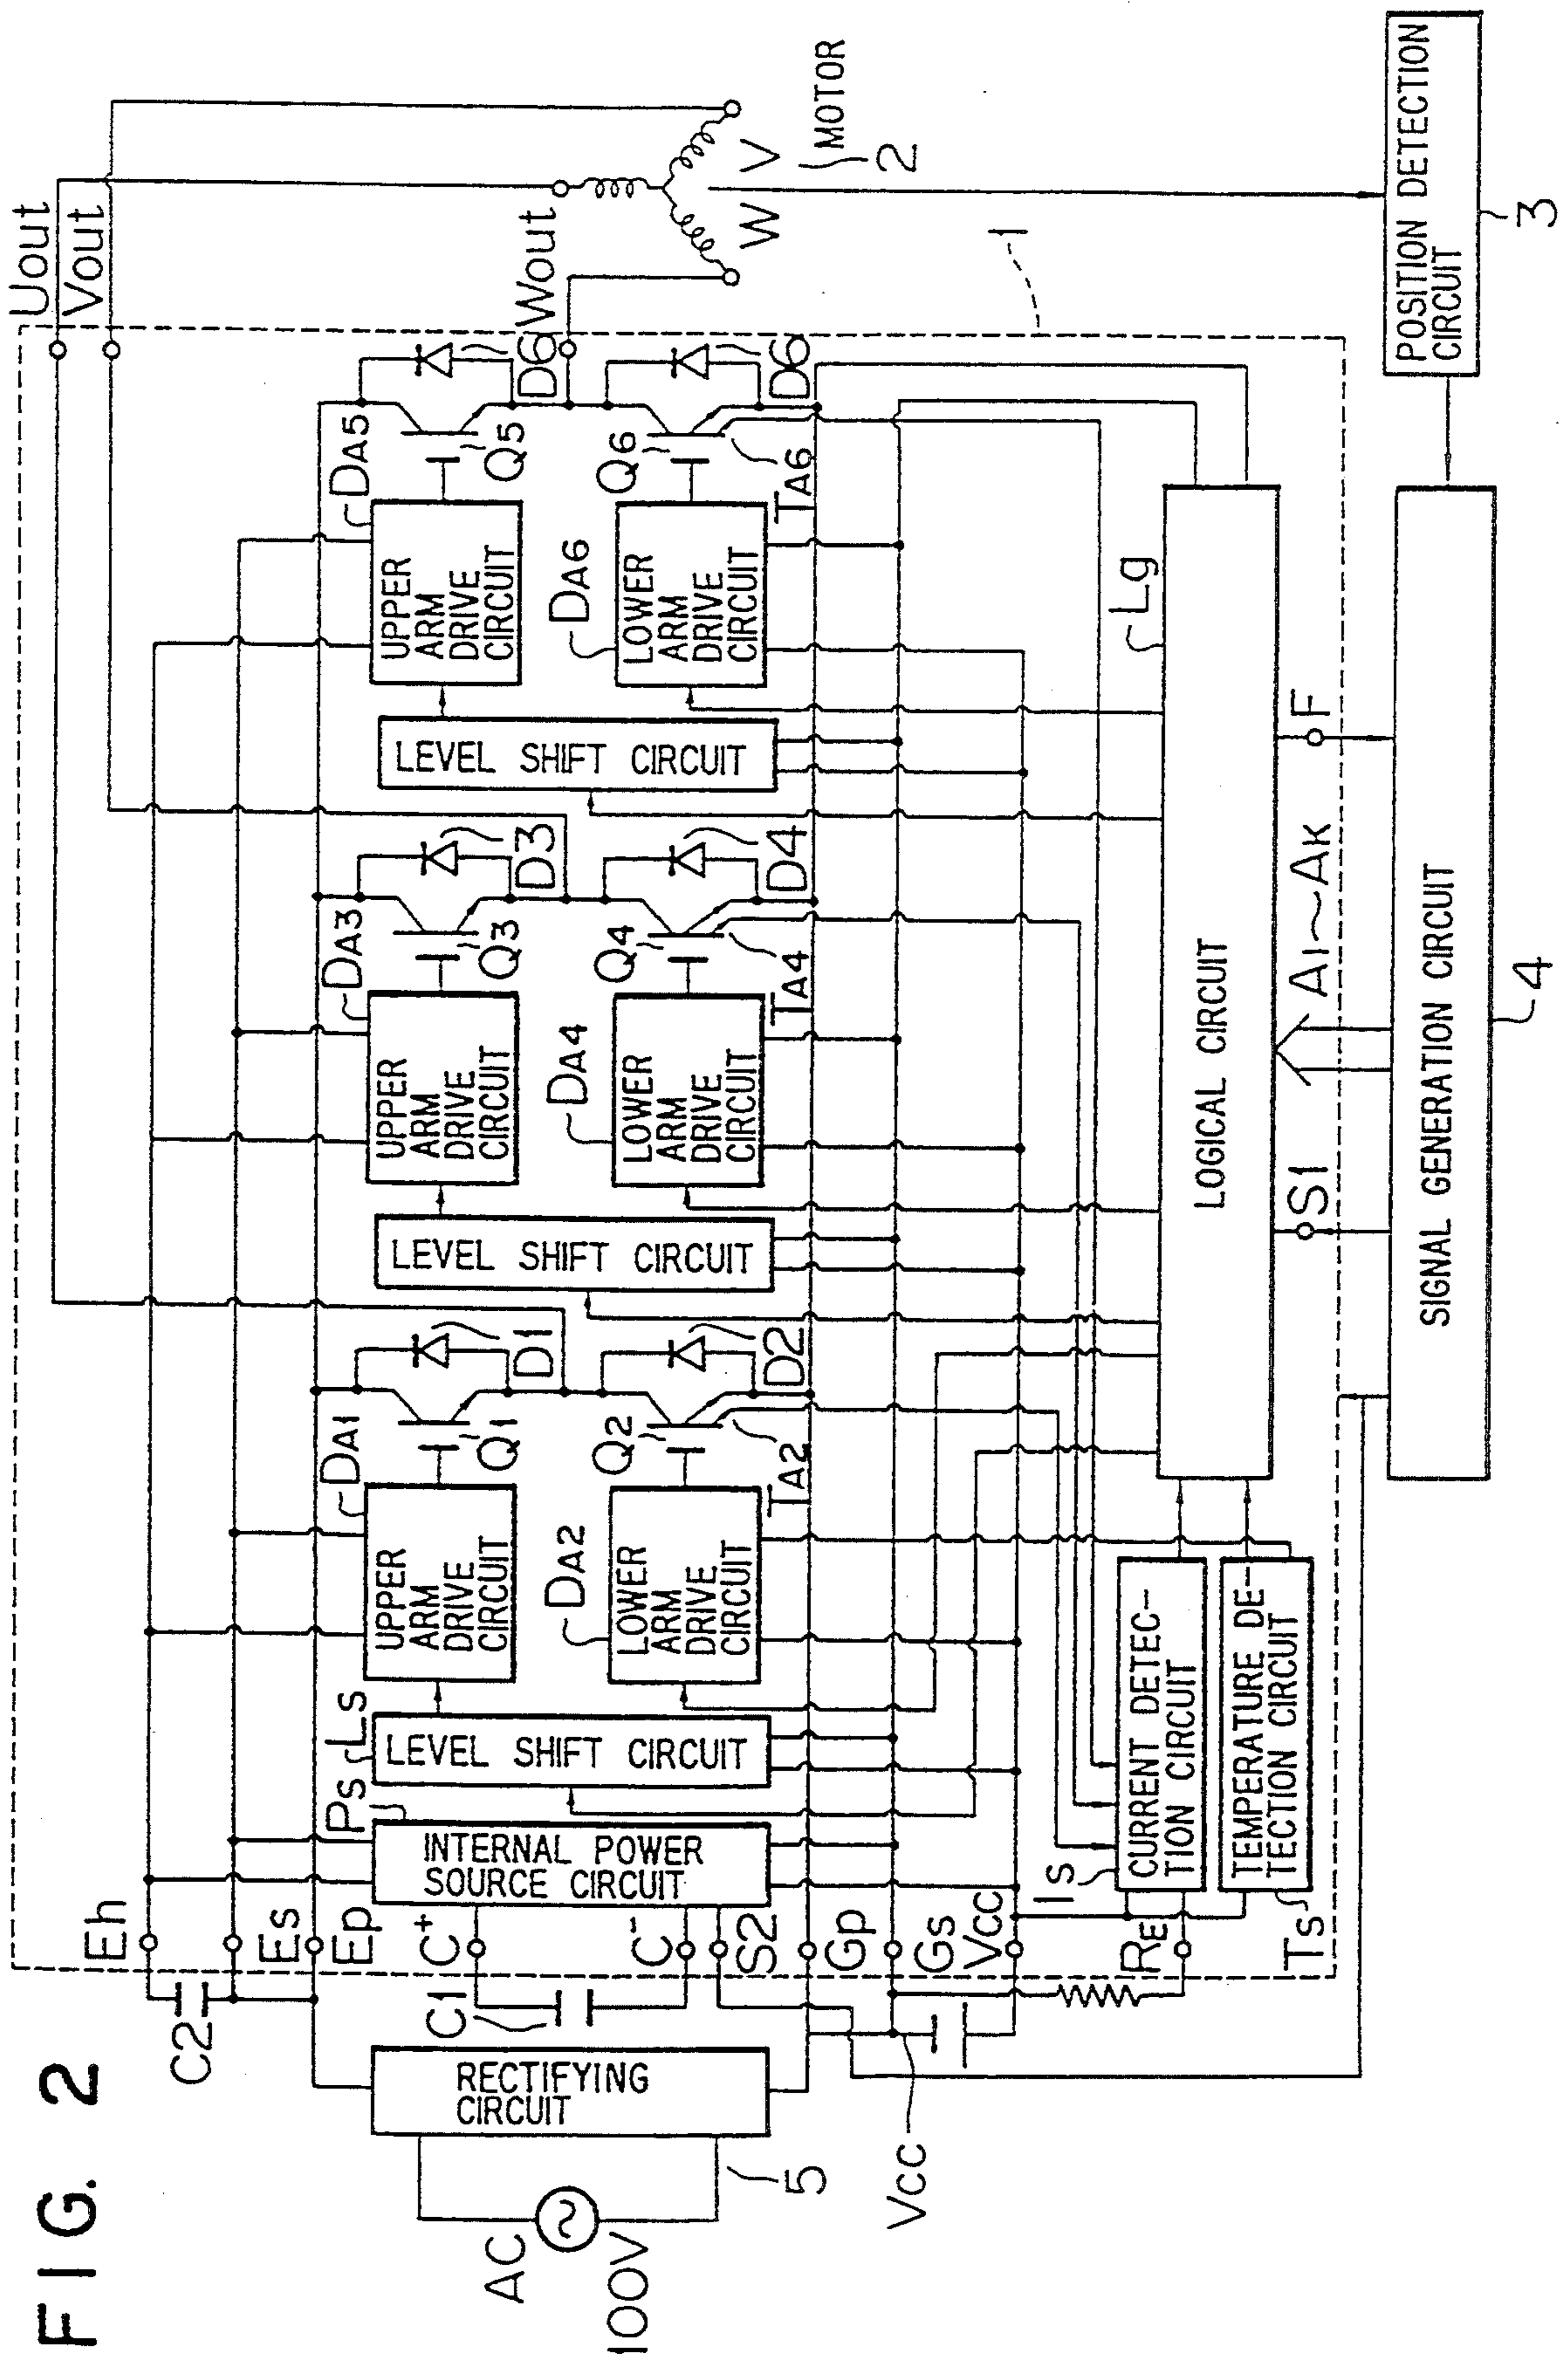 FIG. 2
AC
100V
5
RECTIFYING
CIRCUIT
C2
C1
VCC
Eh
Es
Ep
C+
C-
S2
Gp
Gs
VCC
RE
TS
INTERNAL POWER
SOURCE CIRCUIT
PS
LS
LEVEL SHIFT CIRCUIT
UPPER
ARM
DRIVE
CIRCUIT
DA1
Q1
D1
LOWER
ARM
DRIVE
CIRCUIT
DA2
Q2
D2
TA2
IS
CURRENT DETEC-
TION CIRCUIT
TEMPERATURE DE-
TECTION CIRCUIT
LEVEL SHIFT CIRCUIT
UPPER
ARM
DRIVE
CIRCUIT
DA3
Q3
D3
LOWER
ARM
DRIVE
CIRCUIT
DA4
Q4
D4
TA4
LEVEL SHIFT CIRCUIT
UPPER
ARM
DRIVE
CIRCUIT
DA5
Q5
D6
LOWER
ARM
DRIVE
CIRCUIT
DA6
Q6
D6
TA6
LOGICAL CIRCUIT
Lg
S1
A1~AK
F
SIGNAL GENERATION CIRCUIT
4
Uout
Vout
Wout
W
V
MOTOR
2
1
POSITION DETECTION
CIRCUIT
3